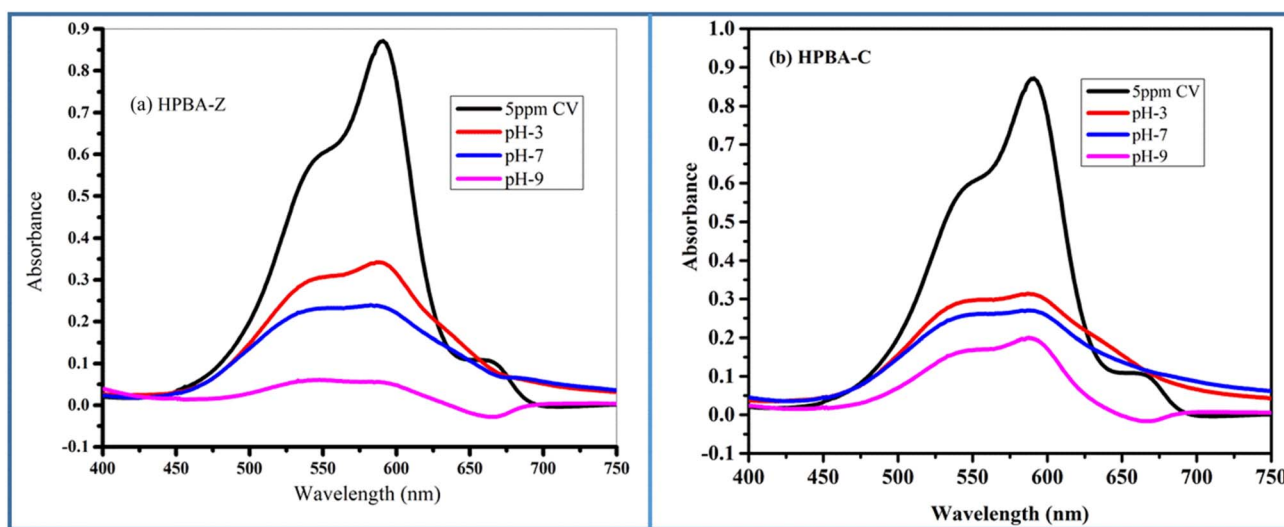 (a) HPBA-Z
5ppm CV
pH-3
pH-7
pH-9
Absorbance
0.9
0.8
0.7
0.6
0.5
0.4
0.3
0.2
0.1
0.0
-0.1
400 450 500 550 600 650 700 750
Wavelength (nm)
(b) HPBA-C
5ppm CV
pH-3
pH-7
pH-9
Absorbance
1.0
0.9
0.8
0.7
0.6
0.5
0.4
0.3
0.2
0.1
0.0
-0.1
400 450 500 550 600 650 700 750
Wavelength (nm)